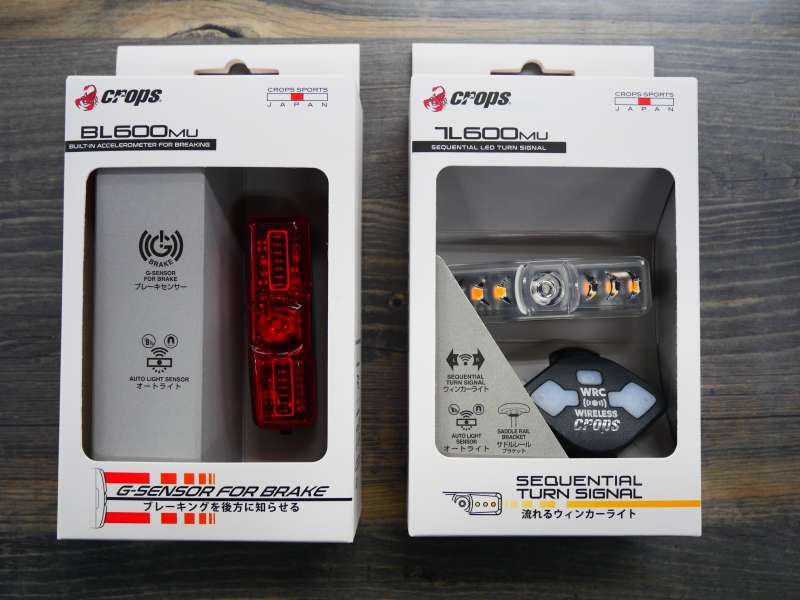 crops
CROPS SPORTS
JAPAN
BL600MU
BUILT-IN ACCELEROMETER FOR BREAKING
BRAKE
G-SENSOR
FOR BRAKE
ブレーキセンサー
AUTO LIGHT SENSOR
オートライト
G-SENSOR FOR BRAKE
ブレーキングを後方に知らせる
crops
CROPS SPORTS
JAPAN
TL600MU
SEQUENTIAL LED TURN SIGNAL
SEQUENTIAL
TURN SIGNAL
ウィンカーライト
AUTO LIGHT
SENSOR
オートライト
SADDLE RAIL
BRACKET
サドルレール
ブラケット
WRC
WIRELESS
crops
SEQUENTIAL
TURN SIGNAL
流れるウィンカーライト